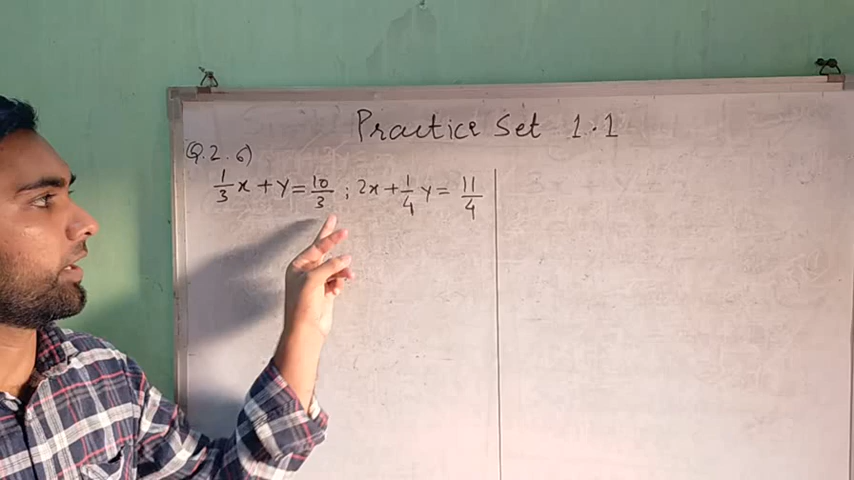 Practice Set 1.1
Q.2.6)
1/3 x + y = 10/3 ; 2x + 1/4 y = 11/4